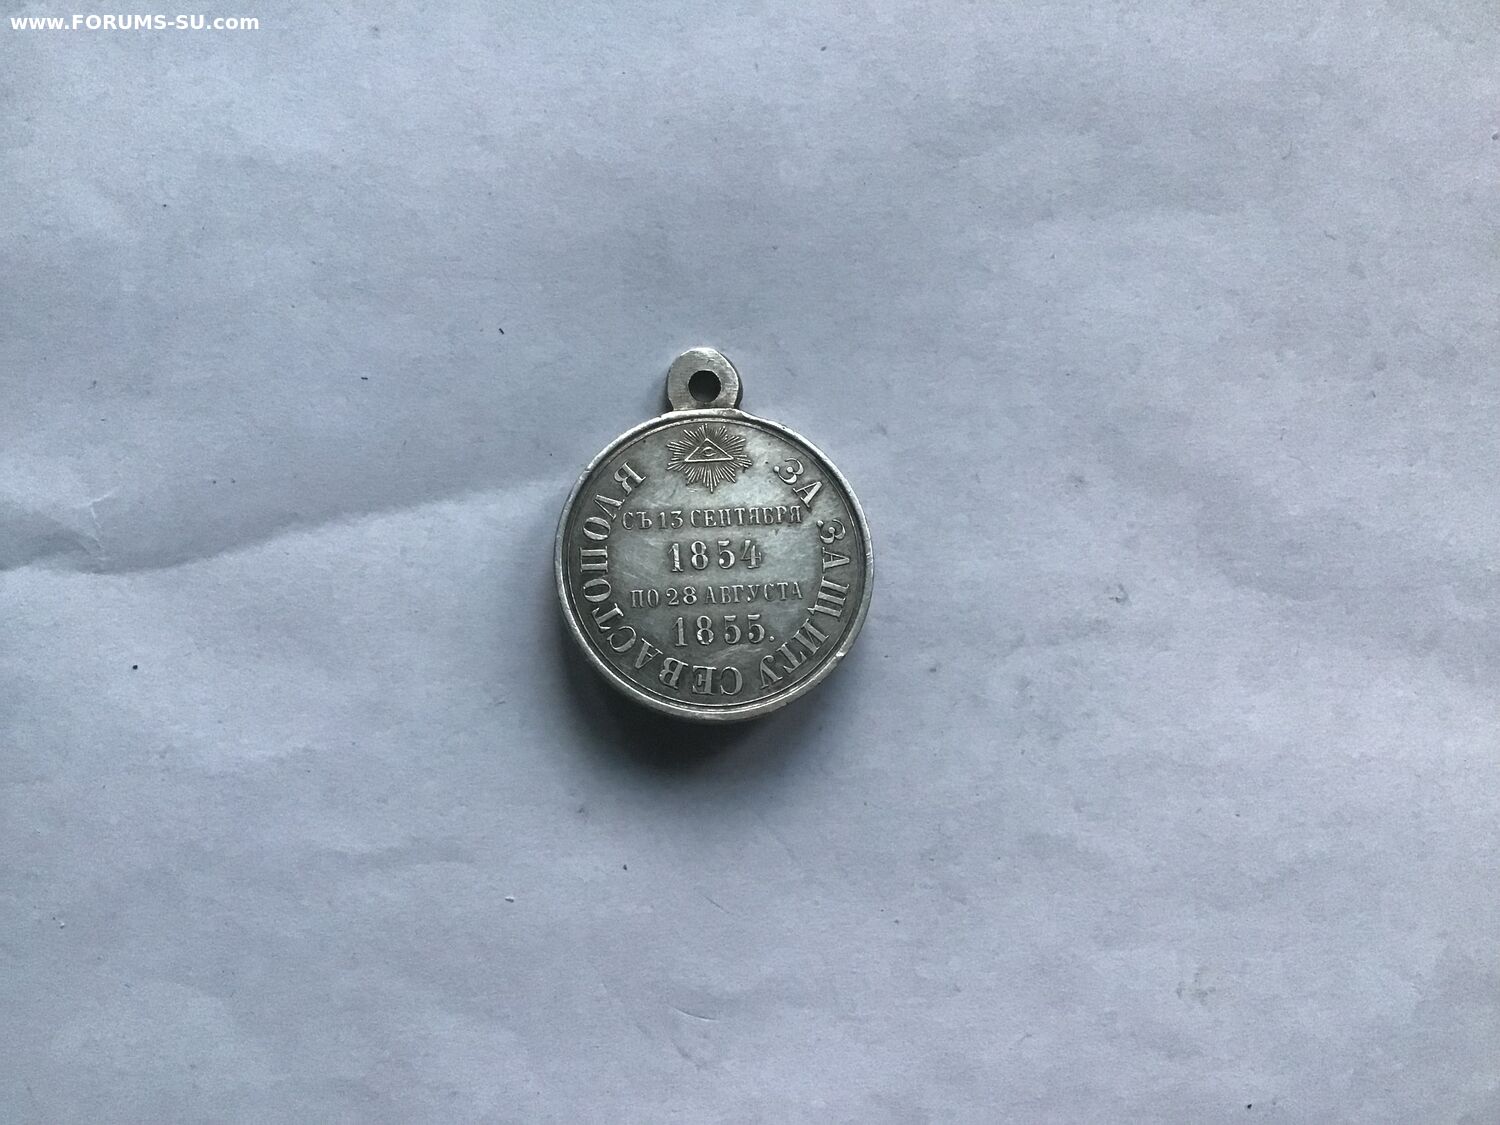 www.FORUMS-SU.com
ЗА ЗАЩИТУ СЕВАСТОПОЛЯ
СЪ 13 СЕНТЯБРЯ
1854
ПО 28 АВГУСТА
1855.